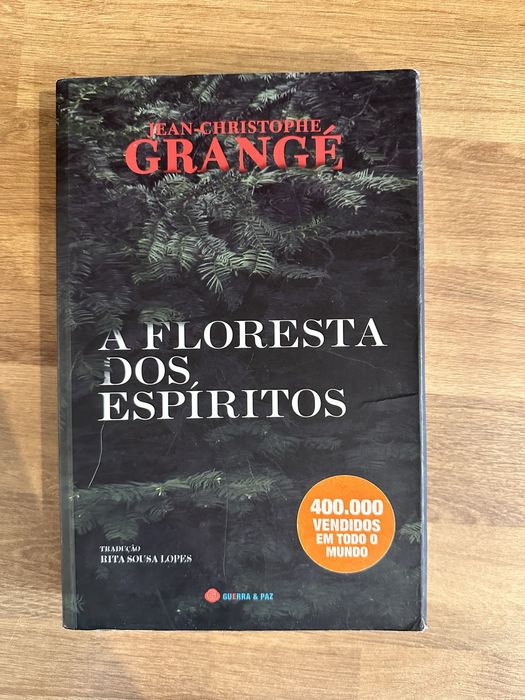 JEAN-CHRISTOPHE
GRANGÉ
A FLORESTA
DOS
ESPÍRITOS
400.000
VENDIDOS
EM TODO O
MUNDO
TRADUÇÃO
RITA SOUSA LOPES
GUERRA & PAZ